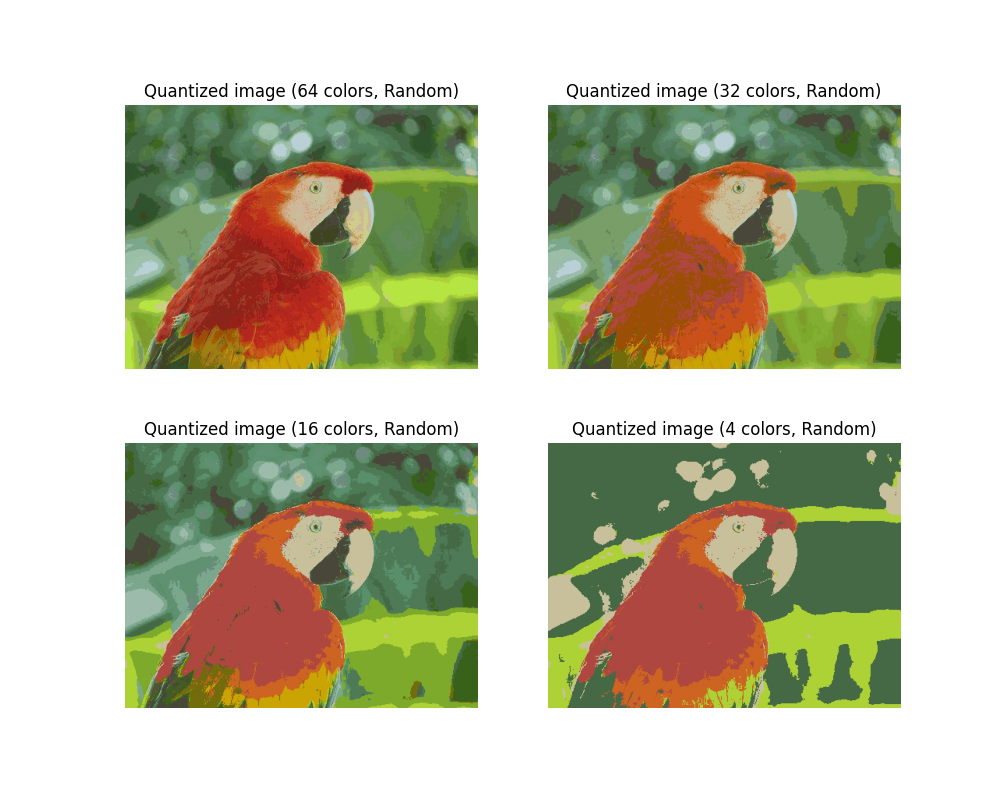 Quantized image (64 colors, Random)
Quantized image (32 colors, Random)
Quantized image (16 colors, Random)
Quantized image (4 colors, Random)